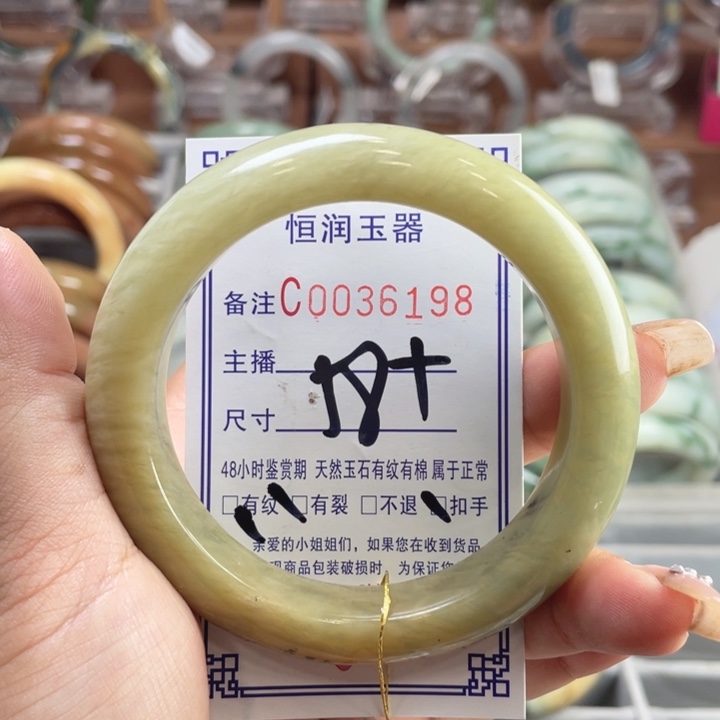 恒润玉器
备注C0036198
主播
尺寸 58+
48小时鉴赏期 天然玉石有纹有棉属于正常
□有纹 □有裂 □不退 □扣手
亲爱的小姐姐们，如果您在收到货品
现商品包装破损时，为保证您